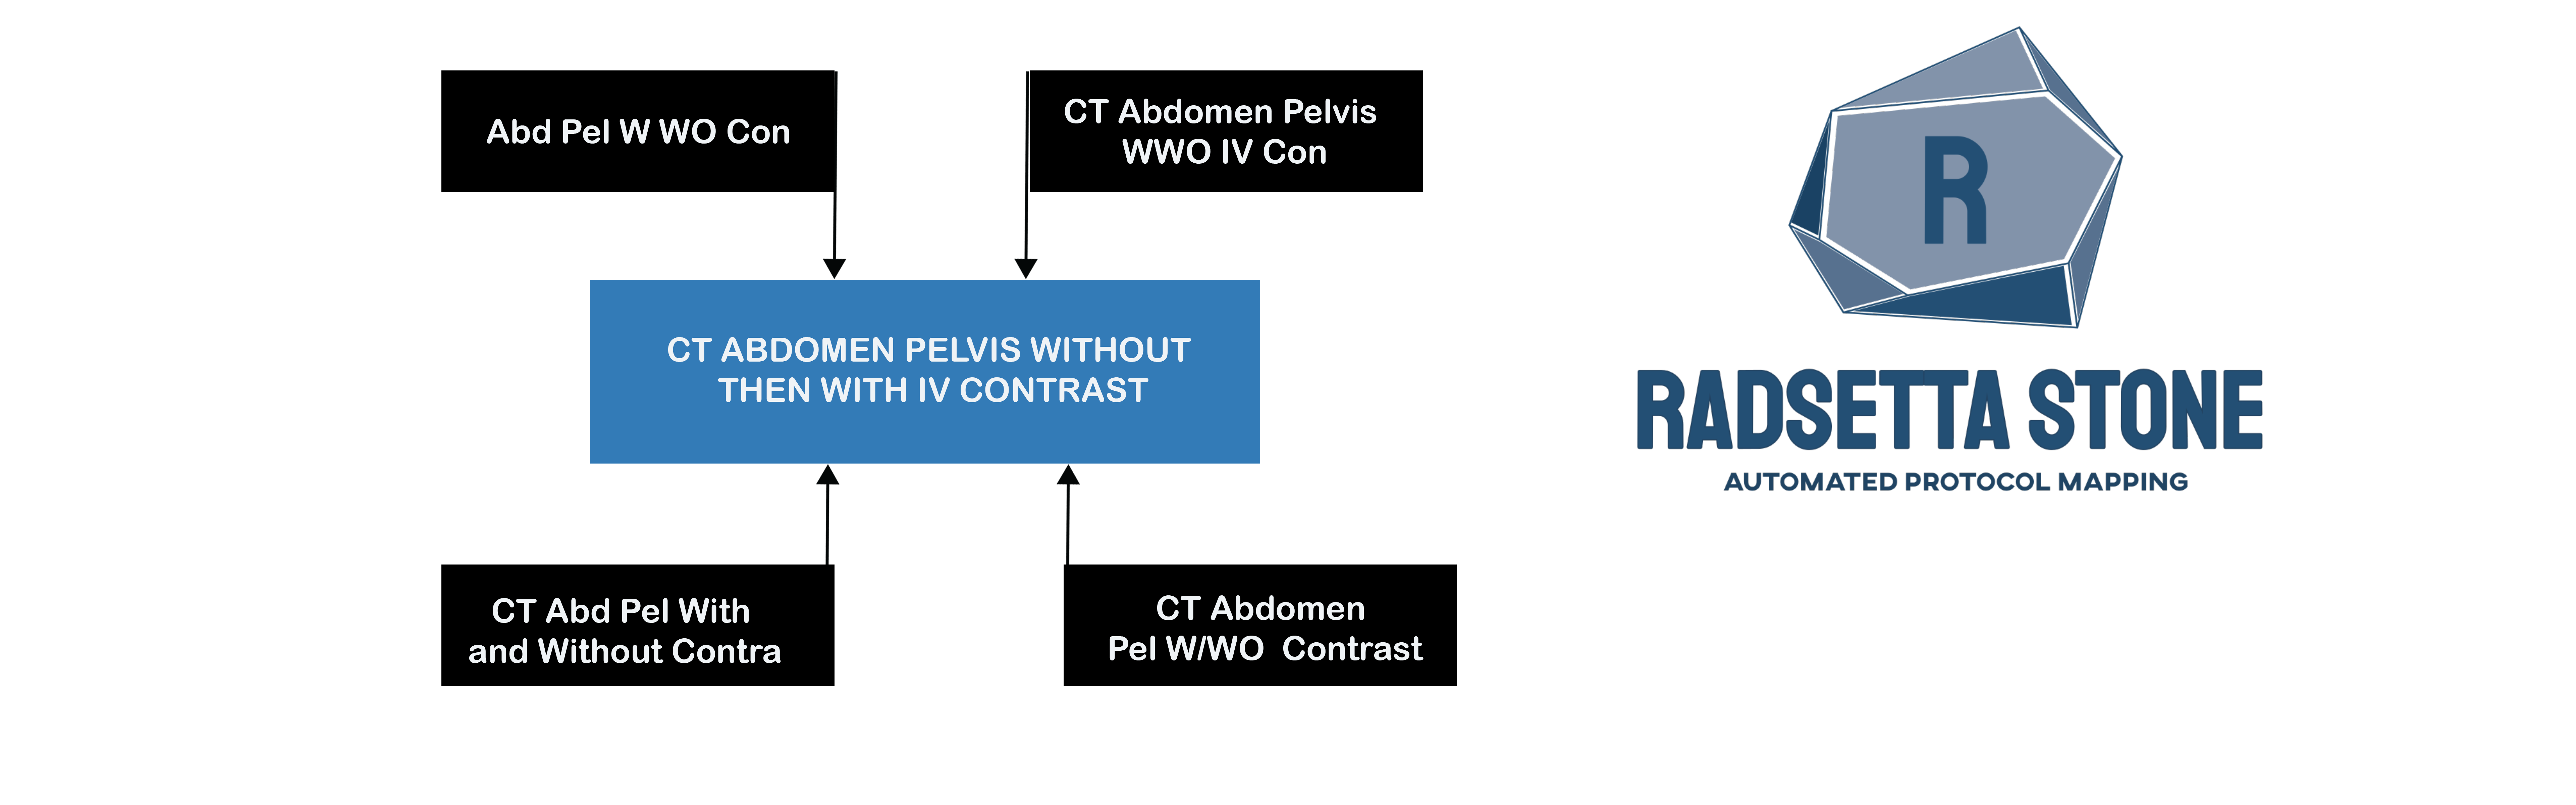 Abd Pel W WO Con
CT Abdomen Pelvis
WWO IV Con
CT ABDOMEN PELVIS WITHOUT
THEN WITH IV CONTRAST
CT Abd Pel With
and Without Contra
CT Abdomen
Pel W/WO  Contrast
R
RADSETTA STONE
AUTOMATED PROTOCOL MAPPING